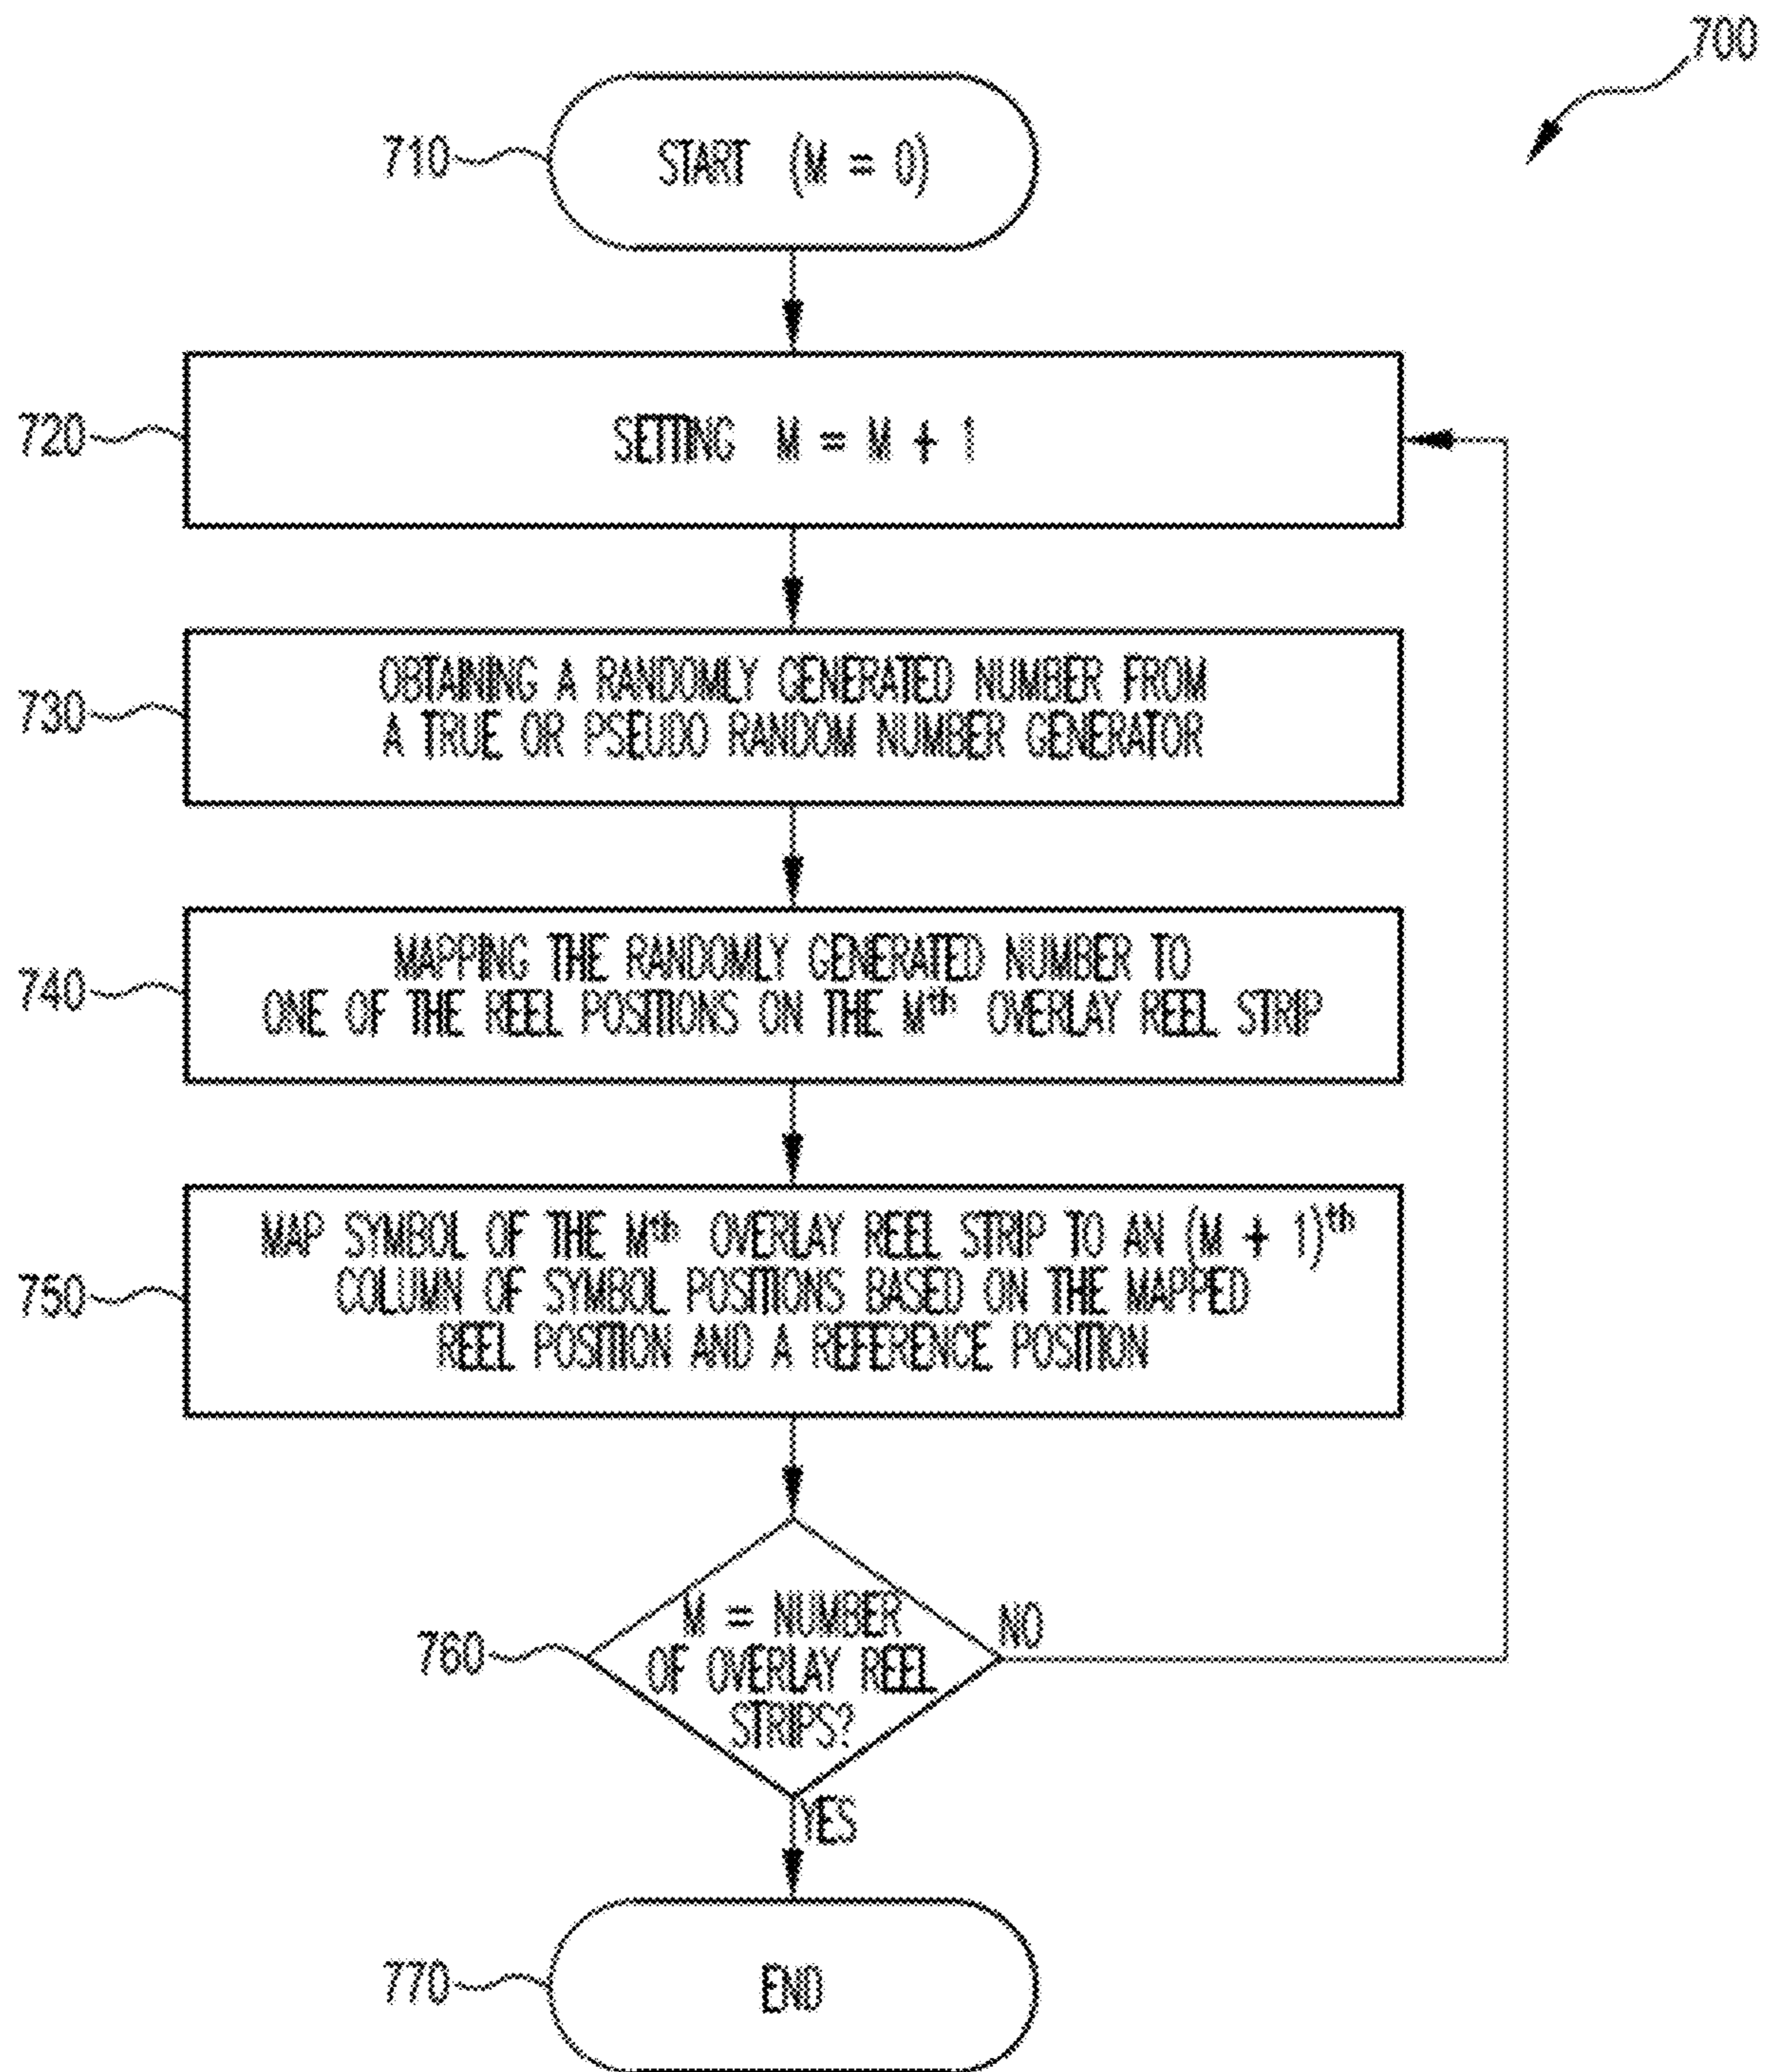 700
710
START (M = 0)
720
SETTING M = M + 1
730
OBTAINING A RANDOMLY GENERATED NUMBER FROM
A TRUE OR PSEUDO RANDOM NUMBER GENERATOR
740
MAPPING THE RANDOMLY GENERATED NUMBER TO
ONE OF THE REEL POSITIONS ON THE Mth OVERLAY REEL STRIP
750
MAP SYMBOL OF THE Mth OVERLAY REEL STRIP TO AN (M + 1)th
COLUMN OF SYMBOL POSITIONS BASED ON THE MAPPED
REEL POSITION AND A REFERENCE POSITION
760
M = NUMBER
OF OVERLAY REEL
STRIPS?
NO
YES
770
END